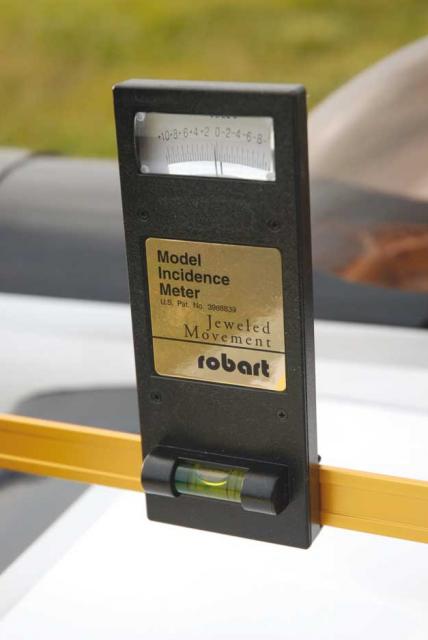 +10·8·6·4+2 0-2-4-6-8-
Model
Incidence
Meter
U.S. Pat. No. 3988839
Jeweled
Movement
robart